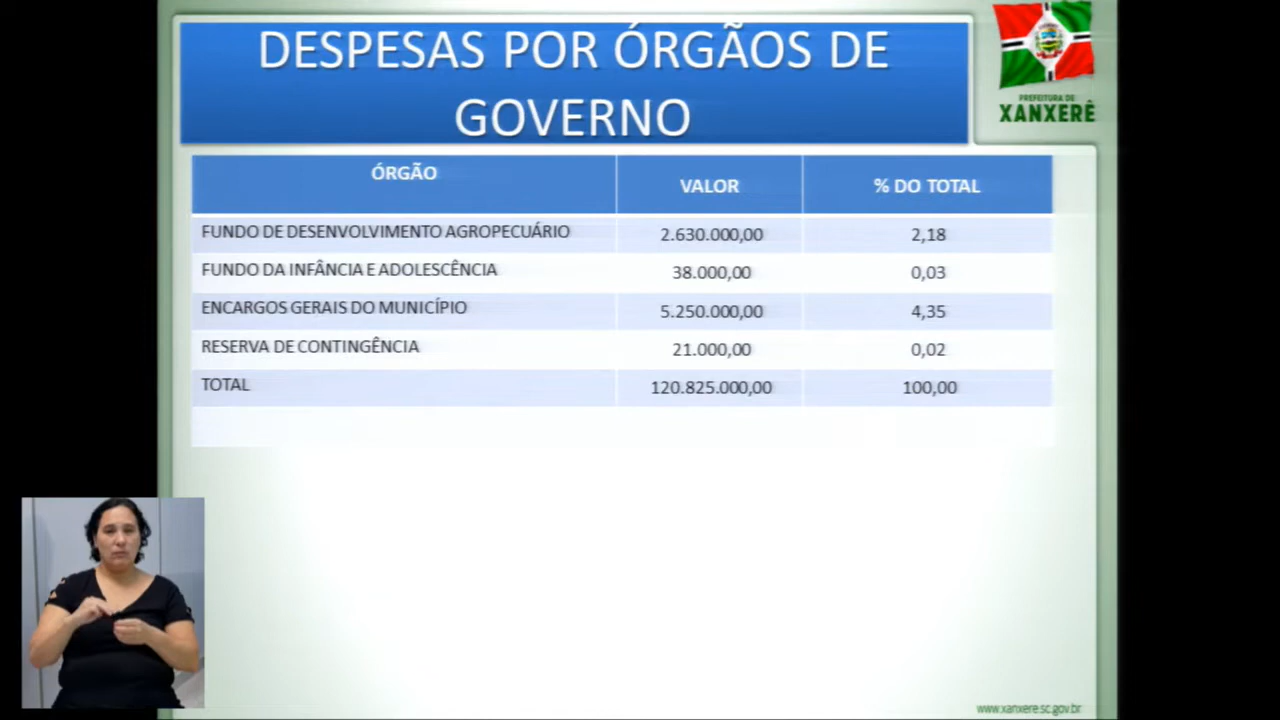 DESPESAS POR ÓRGÃOS DE
GOVERNO
PREFEITURA DE
XANXERÊ
ÓRGÃO VALOR % DO TOTAL
FUNDO DE DESENVOLVIMENTO AGROPECUÁRIO 2.630.000,00 2,18
FUNDO DA INFÂNCIA E ADOLESCÊNCIA 38.000,00 0,03
ENCARGOS GERAIS DO MUNICÍPIO 5.250.000,00 4,35
RESERVA DE CONTINGÊNCIA 21.000,00 0,02
TOTAL 120.825.000,00 100,00
www.xanxere.sc.gov.br